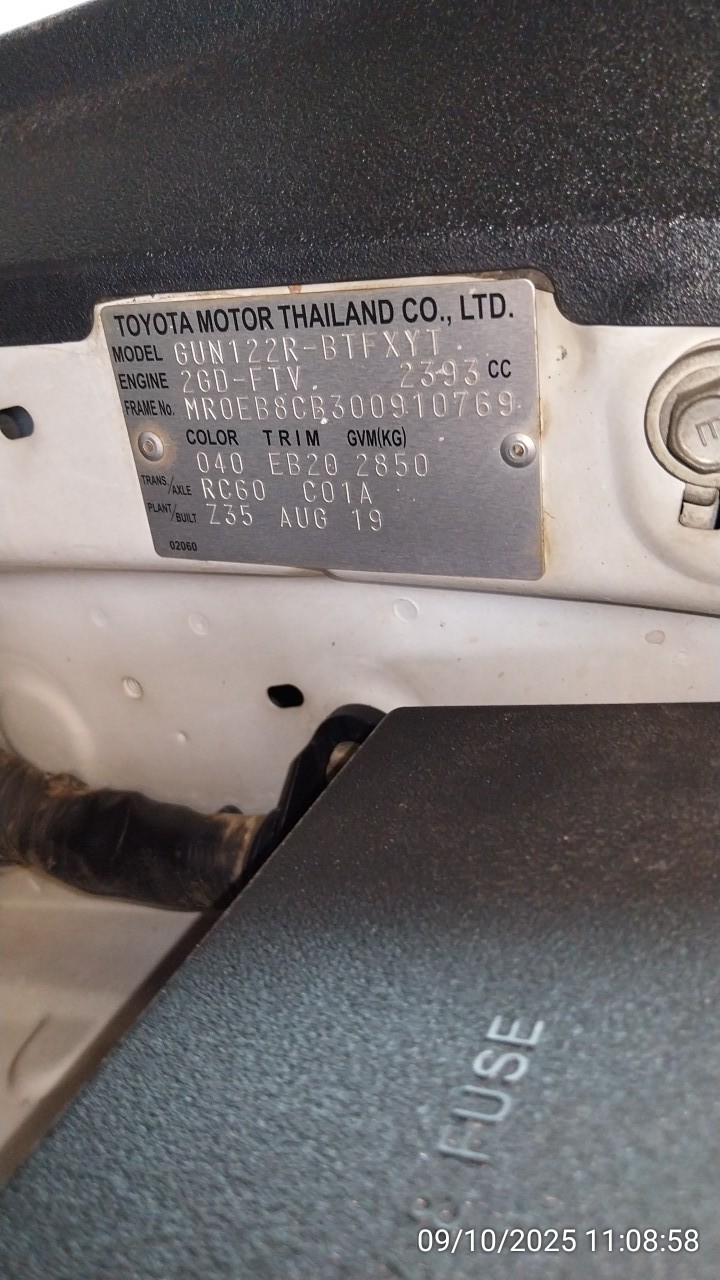 TOYOTA MOTOR THAILAND CO., LTD.
MODEL GUN122R-BTFXYT
ENGINE 2GD-FTV 2393 CC
FRAME No. MR0EB8CB300910769
COLOR TRIM GVM(KG)
040 EB20 2850
TRANS/AXLE RC60 C01A
PLANT/BUILT Z35 AUG 19
02060
FUSE
09/10/2025 11:08:58